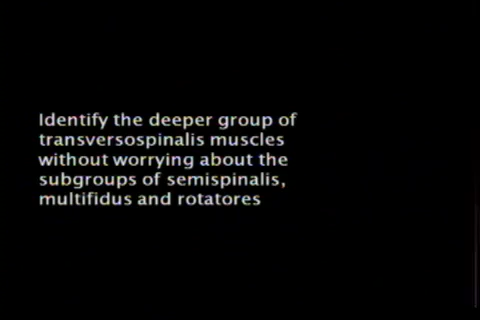 Identify the deeper group of
transversospinalis muscles
without worrying about the
subgroups of semispinalis,
multifidus and rotatores